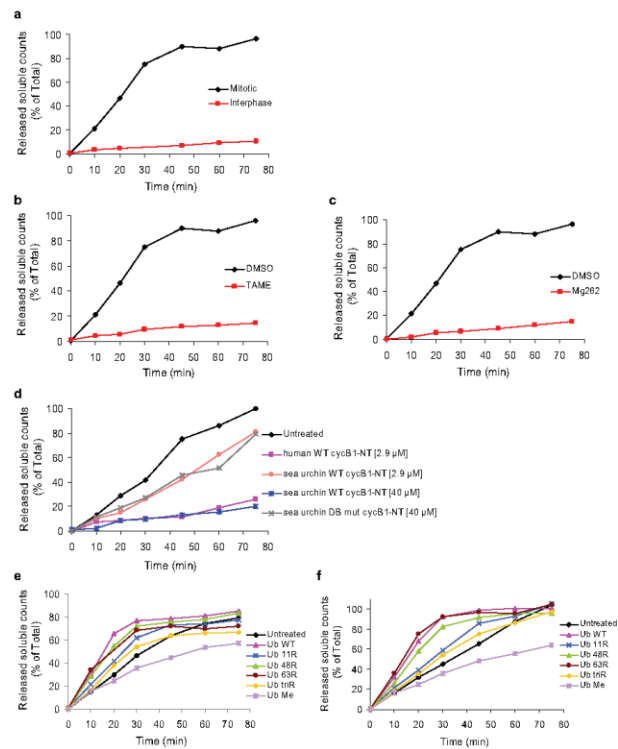 a
Released soluble counts
(% of Total)
100
80
60
40
20
0
0 10 20 30 40 50 60 70 80
Time (min)
Mitotic
Interphase
b
Released soluble counts
(% of Total)
100
80
60
40
20
0
0 10 20 30 40 50 60 70 80
Time (min)
DMSO
TAME
c
Released soluble counts
(% of Total)
100
80
60
40
20
0
0 10 20 30 40 50 60 70 80
Time (min)
DMSO
Mg262
d
Released soluble counts
(% of Total)
100
80
60
40
20
0
0 10 20 30 40 50 60 70 80
Time (min)
Untreated
human WT cycB1-NT [2.9 µM]
sea urchin WT cycB1-NT [2.9 µM]
sea urchin WT cycB1-NT [40 µM]
sea urchin DB mut cycB1-NT [40 µM]
e
Released soluble counts
(% of Total)
100
80
60
40
20
0
0 10 20 30 40 50 60 70 80
Time (min)
Untreated
Ub WT
Ub 11R
Ub 48R
Ub 63R
Ub triR
Ub Me
f
Released soluble counts
(% of Total)
100
80
60
40
20
0
0 10 20 30 40 50 60 70 80
Time (min)
Untreated
Ub WT
Ub 11R
Ub 48R
Ub 63R
Ub triR
Ub Me